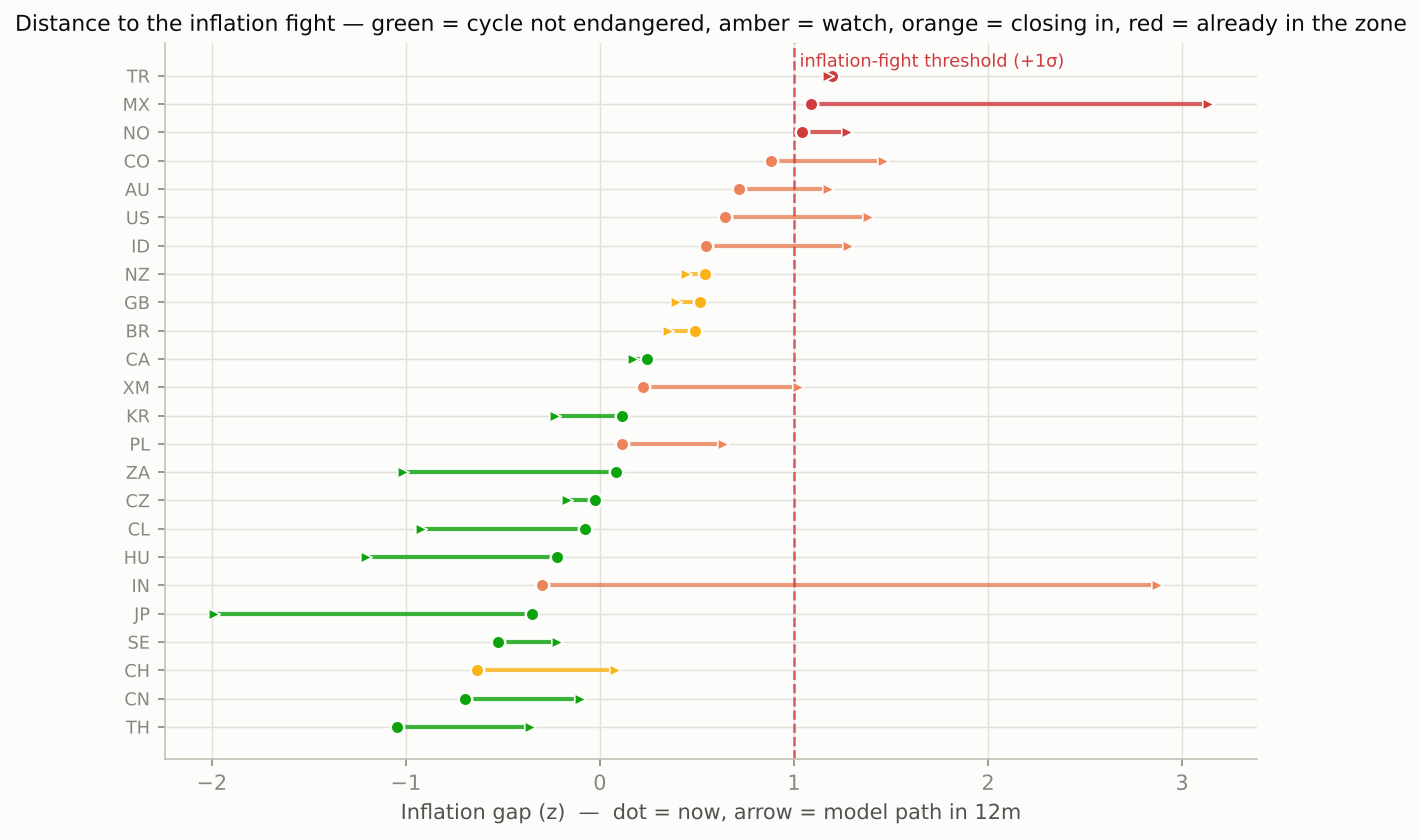 Distance to the inflation fight — green = cycle not endangered, amber = watch, orange = closing in, red = already in the zone
inflation-fight threshold (+1σ)
TR
MX
NO
CO
AU
US
ID
NZ
GB
BR
CA
XM
KR
PL
ZA
CZ
CL
HU
IN
JP
SE
CH
CN
TH
−2 −1 0 1 2 3
Inflation gap (z) — dot = now, arrow = model path in 12m